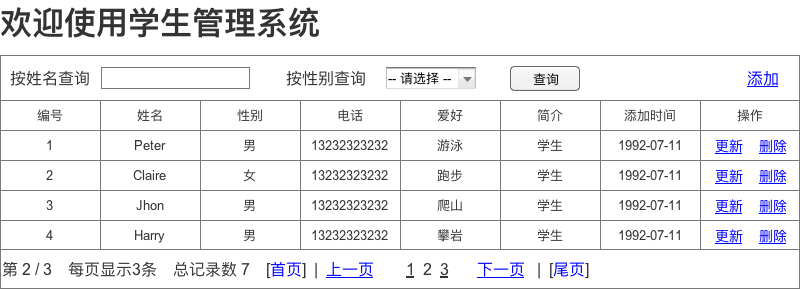 欢迎使用学生管理系统
按姓名查询 按性别查询 -- 请选择 -- 查询 添加
编号 姓名 性别 电话 爱好 简介 添加时间 操作
1 Peter 男 13232323232 游泳 学生 1992-07-11 更新 删除
2 Claire 女 13232323232 跑步 学生 1992-07-11 更新 删除
3 Jhon 男 13232323232 爬山 学生 1992-07-11 更新 删除
4 Harry 男 13232323232 攀岩 学生 1992-07-11 更新 删除
第 2 / 3 每页显示3条 总记录数 7 [首页] | 上一页 1 2 3 下一页 | [尾页]